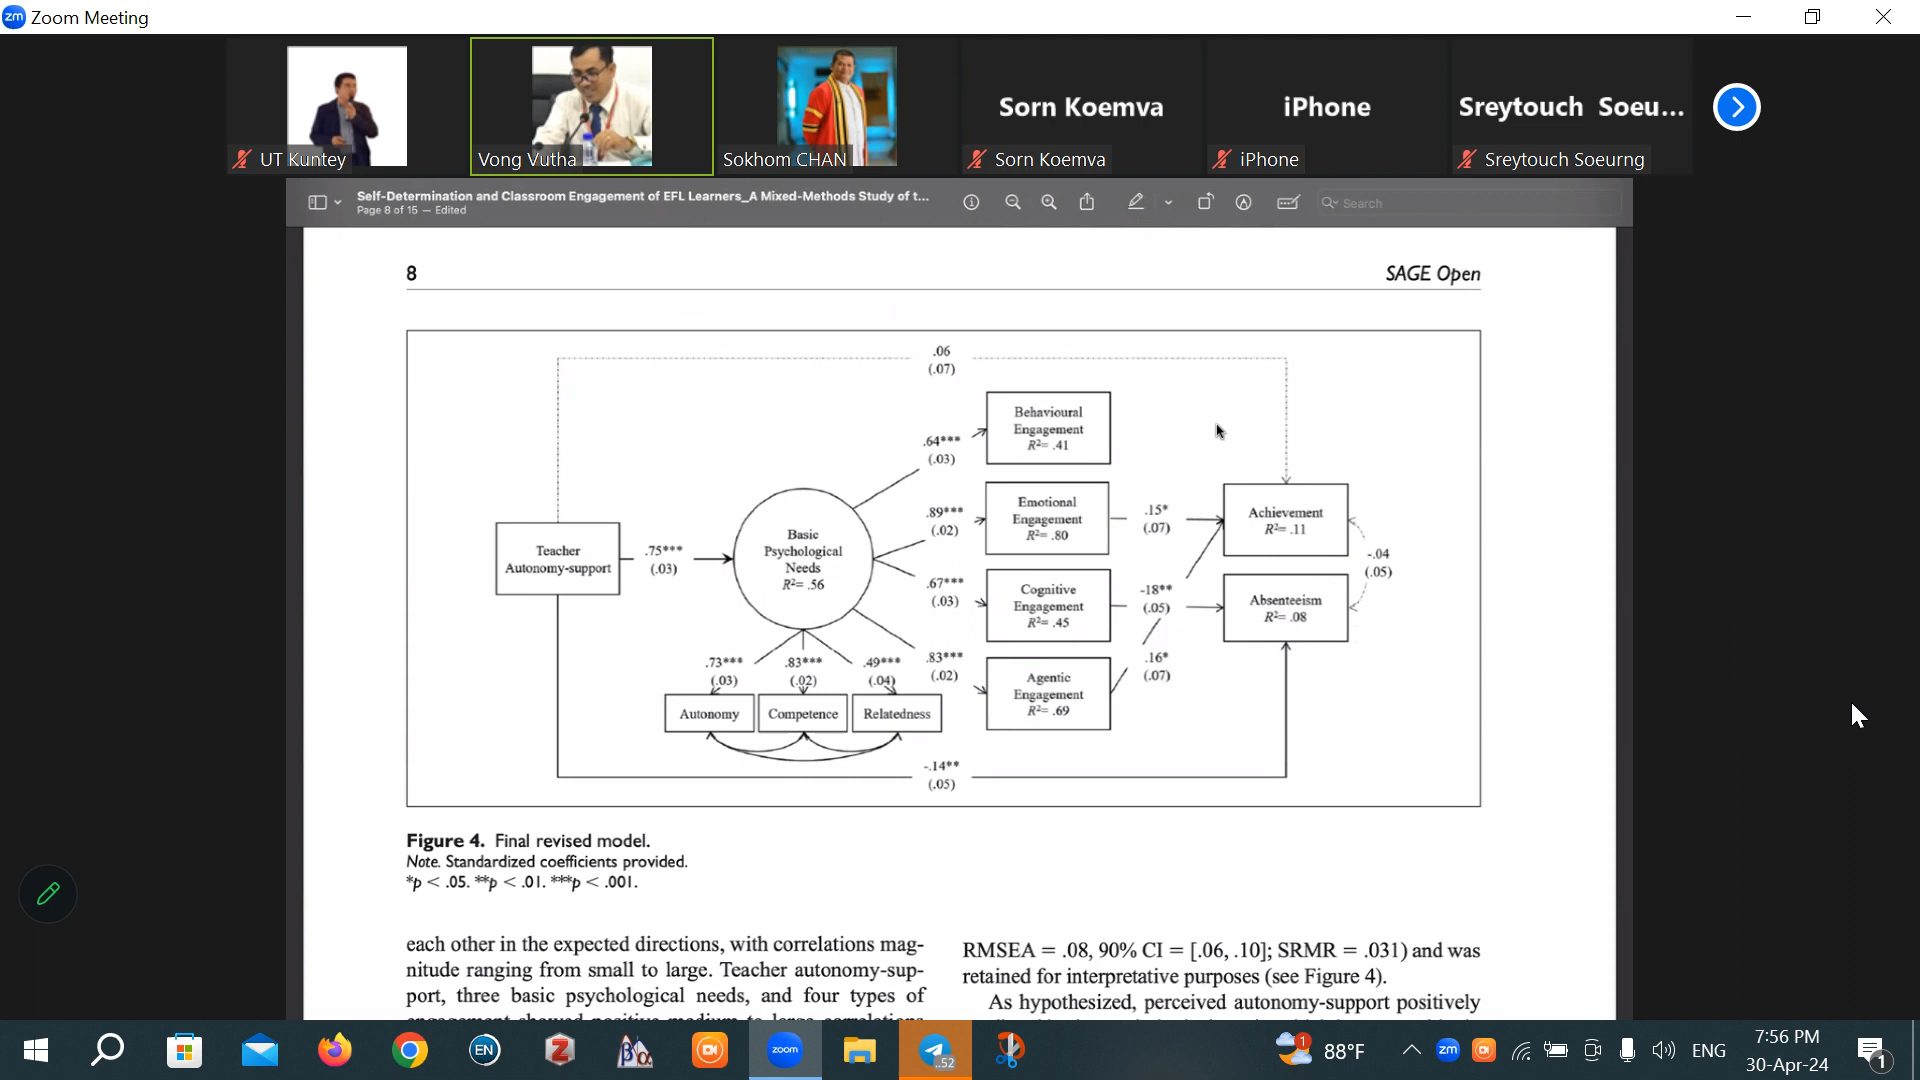 zm Zoom Meeting
UT Kuntey
Vong Vutha
Sokhom CHAN
Sorn Koemva
Sorn Koemva
iPhone
iPhone
Sreytouch Soeu...
Sreytouch Soeurng
Self-Determination and Classroom Engagement of EFL Learners_A Mixed-Methods Study of t...
Page 8 of 15 — Edited
Search
8
SAGE Open
.06
(.07)
Behavioural
Engagement
R²= .41
.64***
(.03)
Emotional
Engagement
R²= .80
.89***
(.02)
.15*
(.07)
Achievement
R²= .11
Teacher
Autonomy-support
.75***
(.03)
Basic
Psychological
Needs
R²= .56
-.04
(.05)
.67***
(.03)
Cognitive
Engagement
R²= .45
-18**
(.05)
Absenteeism
R²= .08
.73***
(.03)
.83***
(.02)
.49***
(.04)
.83***
(.02)
Agentic
Engagement
R²= .69
.16*
(.07)
Autonomy
Competence
Relatedness
-.14**
(.05)
Figure 4. Final revised model.
Note. Standardized coefficients provided.
*p < .05. **p < .01. ***p < .001.
each other in the expected directions, with correlations mag-
nitude ranging from small to large. Teacher autonomy-sup-
port, three basic psychological needs, and four types of
RMSEA = .08, 90% CI = [.06, .10]; SRMR = .031) and was
retained for interpretative purposes (see Figure 4).
As hypothesized, perceived autonomy-support positively
EN
βα
zoom
..52
1
88°F
zm
ENG
7:56 PM
30-Apr-24
1